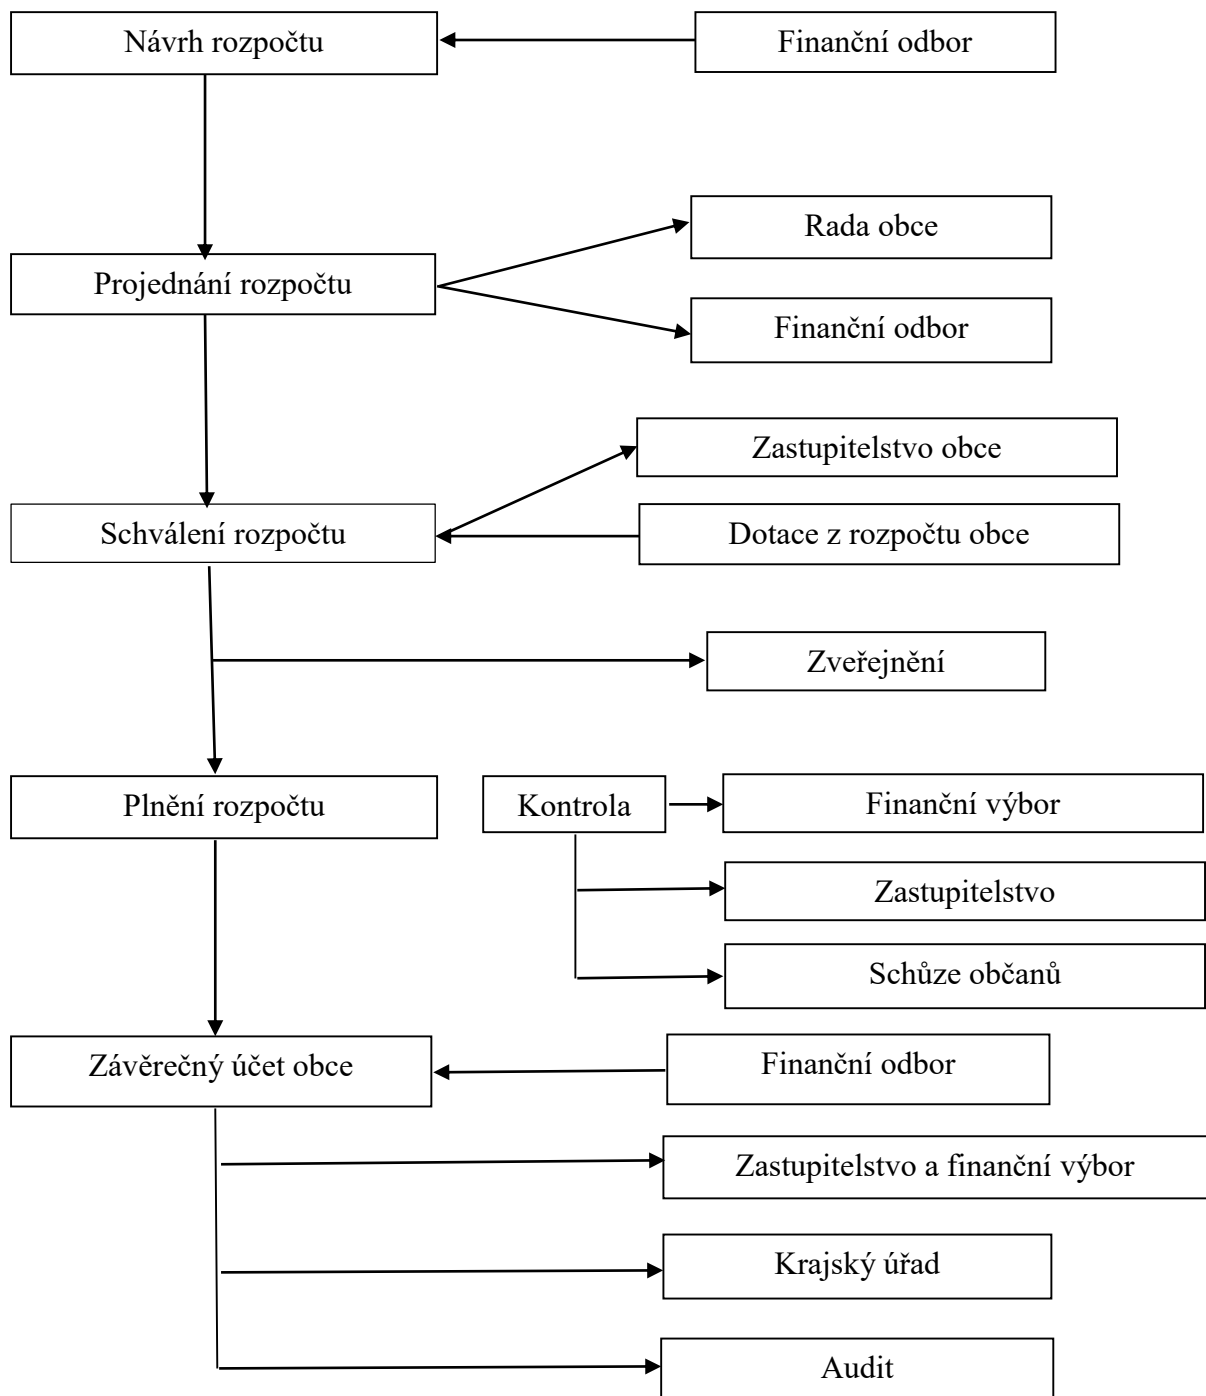 Návrh rozpočtu
Finanční odbor
Rada obce
Projednání rozpočtu
Finanční odbor
Zastupitelstvo obce
Schválení rozpočtu
Dotace z rozpočtu obce
Zveřejnění
Plnění rozpočtu
Kontrola
Finanční výbor
Zastupitelstvo
Schůze občanů
Závěrečný účet obce
Finanční odbor
Zastupitelstvo a finanční výbor
Krajský úřad
Audit